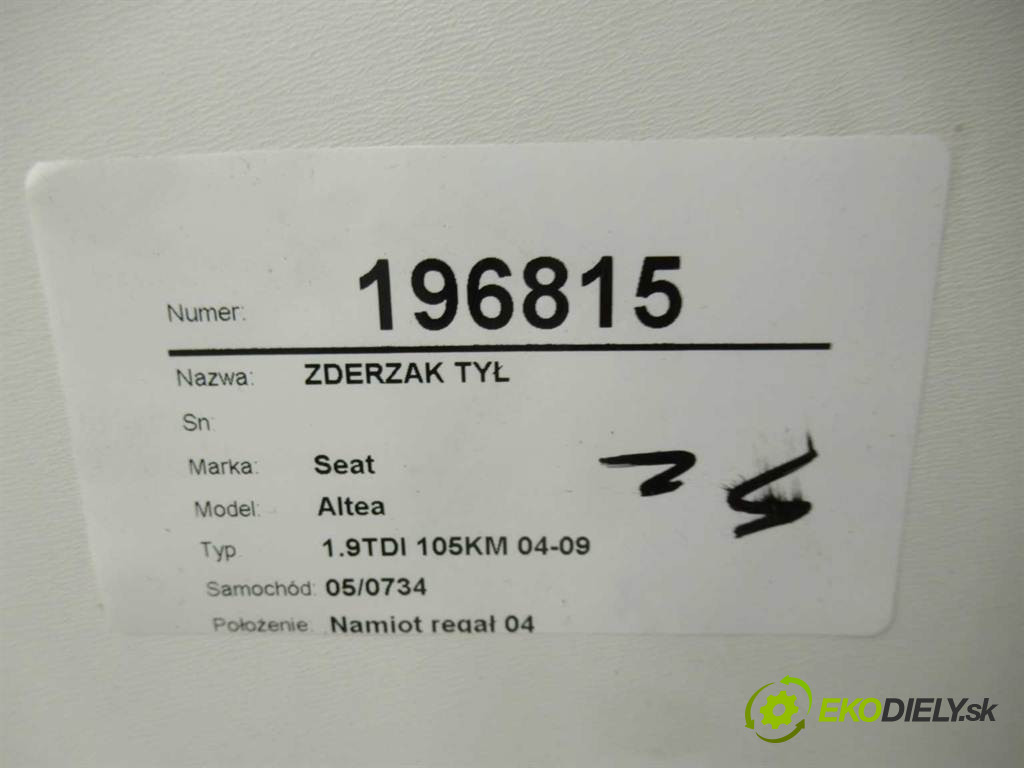 Numer: 196815
Nazwa: ZDERZAK TYŁ
Sn:
Marka: Seat
Model: Altea
Typ 1.9TDI 105KM 04-09
Samochód: 05/0734
Położenie: Namiot regał 04
EKODIELY.sk